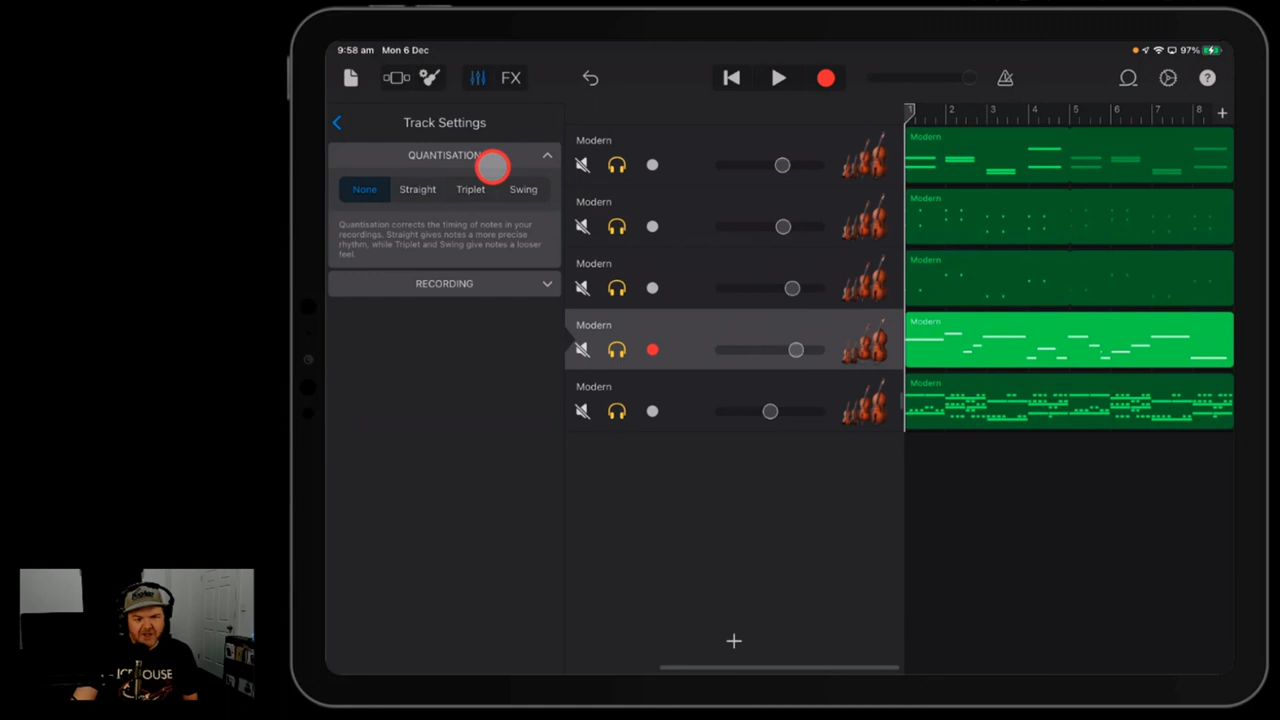 9:58 am Mon 6 Dec
97%
FX
?
Track Settings
QUANTISATION
None Straight Triplet Swing
Quantisation corrects the timing of notes in your
recordings. Straight gives notes a more precise
rhythm, while Triplet and Swing give notes a looser
feel.
RECORDING
1 2 3 4 5 6 7 8 +
Modern
Modern
Modern
Modern
Modern
Modern
Modern
Modern
Modern
Modern
+